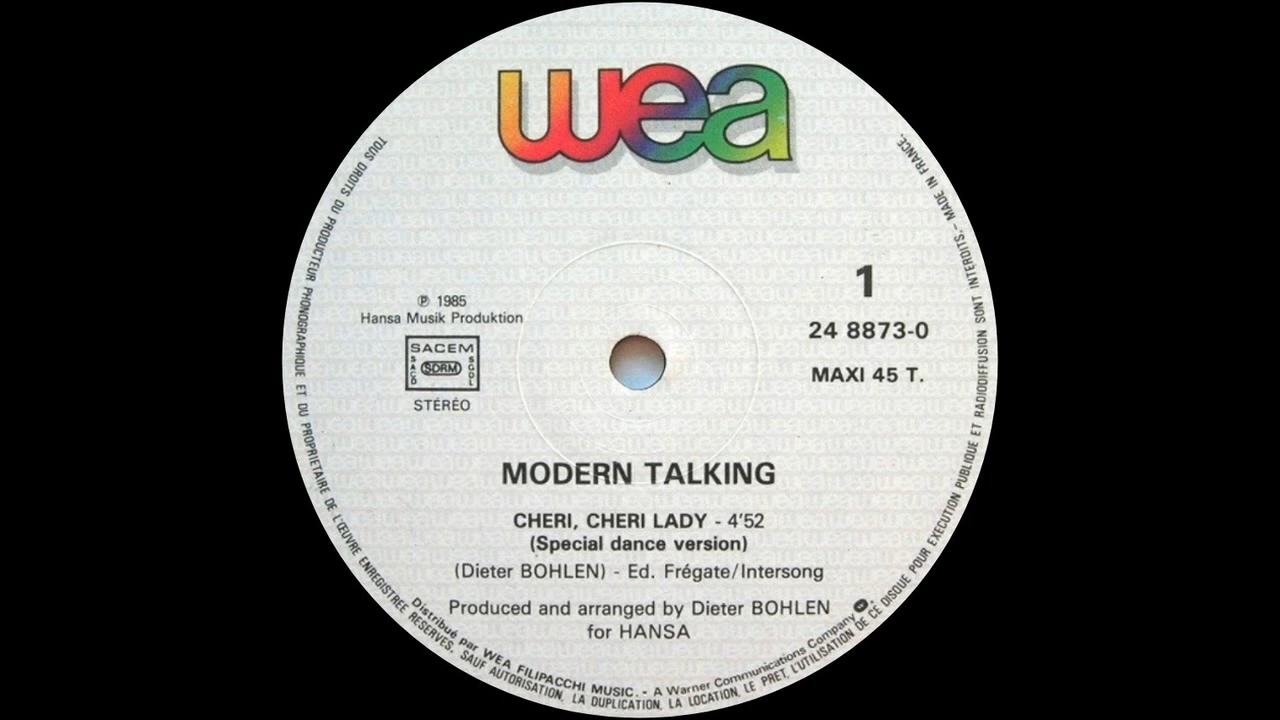 wea
TOUS DROITS DU PRODUCTEUR PHONOGRAPHIQUE ET DU PROPRIETAIRE DE L'ŒUVRE ENREGISTREE RESERVES. SAUF AUTORISATION, LA DUPLICATION, LA LOCATION, LE PRET, L'UTILISATION DE CE DISQUE POUR EXECUTION PUBLIQUE ET RADIODIFFUSION SONT INTERDITS. - MADE IN FRANCE.
1
℗ 1985
Hansa Musik Produktion
24 8873-0
SACEM
SACD
SDRM
SGDL
MAXI 45 T.
STÉRÉO
MODERN TALKING
CHERI, CHERI LADY - 4'52
(Special dance version)
(Dieter BOHLEN) - Ed. Frégate/Intersong
Produced and arranged by Dieter BOHLEN
for HANSA
Distribué par WEA FILIPACCHI MUSIC. - A Warner Communications Company